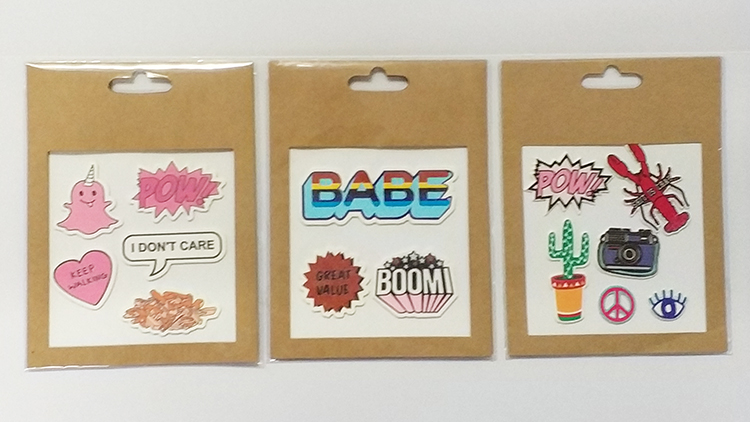 POW!
I DON'T CARE
KEEP
WALKING
BABE
GREAT
VALUE
BOOM!
POW!